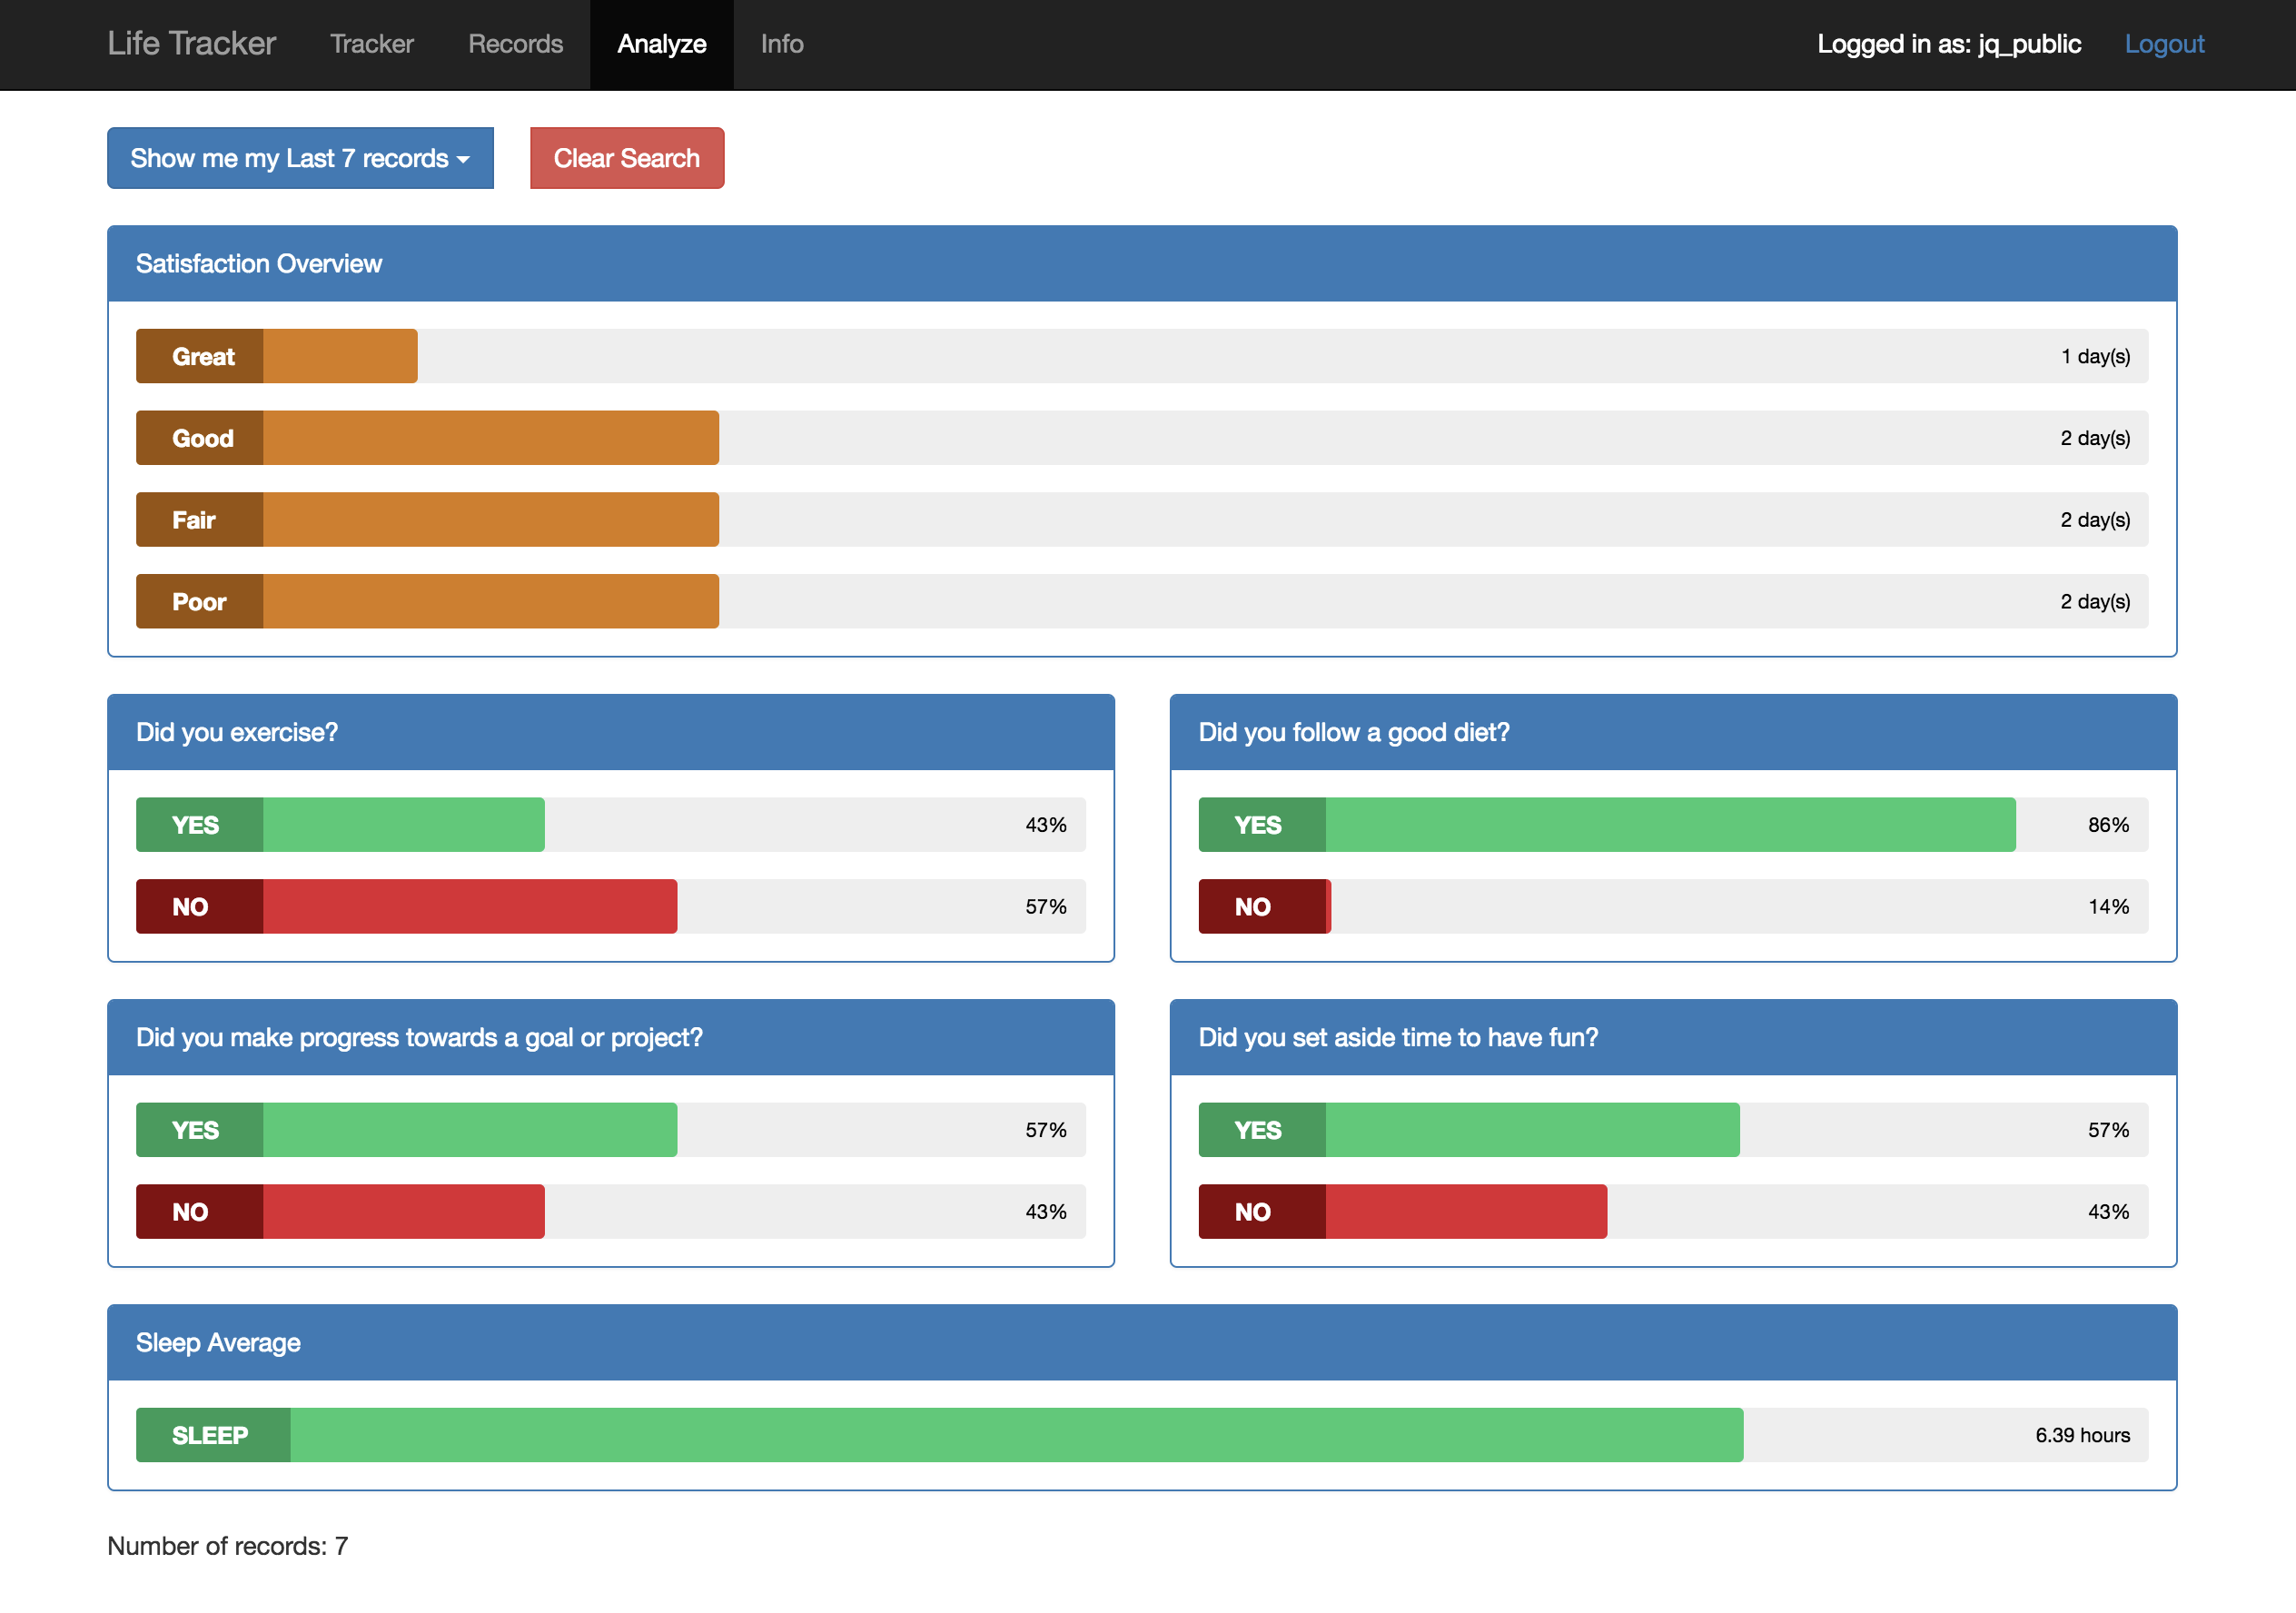 Life Tracker Tracker Records Analyze Info Logged in as: jq_public Logout
Show me my Last 7 records Clear Search
Satisfaction Overview
Great 1 day(s)
Good 2 day(s)
Fair 2 day(s)
Poor 2 day(s)
Did you exercise?
YES 43%
NO 57%
Did you follow a good diet?
YES 86%
NO 14%
Did you make progress towards a goal or project?
YES 57%
NO 43%
Did you set aside time to have fun?
YES 57%
NO 43%
Sleep Average
SLEEP 6.39 hours
Number of records: 7